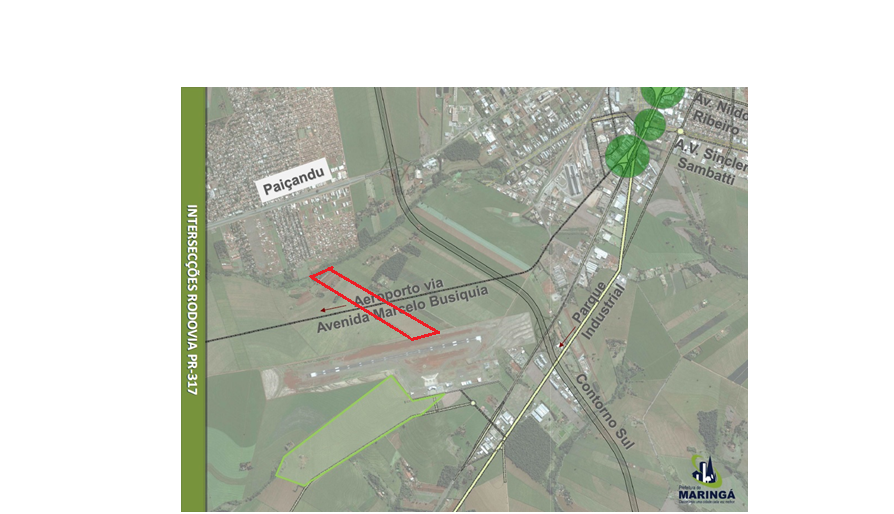 INTERSECÇÕES RODOVIA PR-317
Paiçandu
Av. Nildo
Ribeiro
A.V. Sincler
Sambatti
Aeroporto via
Avenida Marcelo Busiquia
Parque
Industrial
Contorno Sul
Prefeitura de
MARINGÁ